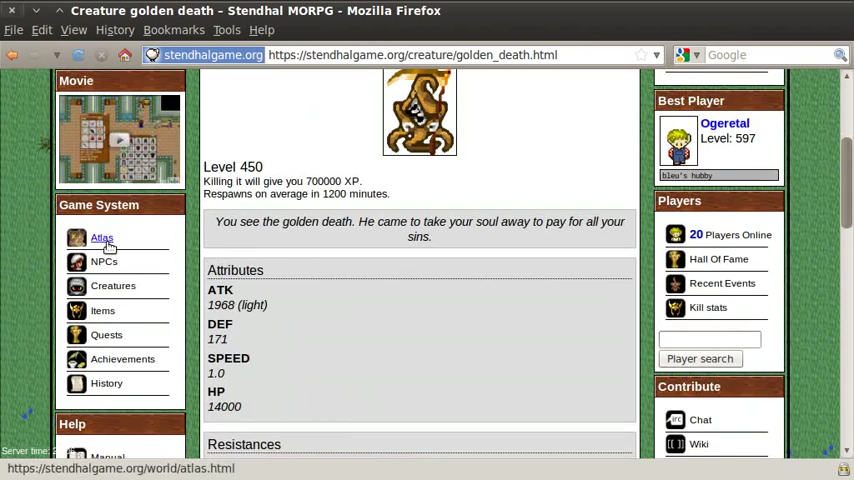 Creature golden death – Stendhal MORPG - Mozilla Firefox
File Edit View History Bookmarks Tools Help
stendhalgame.org https://stendhalgame.org/creature/golden_death.html
Google
Movie
Game System
Atlas
NPCs
Creatures
Items
Quests
Achievements
History
Help
Manual
Level 450
Killing it will give you 700000 XP.
Respawns on average in 1200 minutes.
You see the golden death. He came to take your soul away to pay for all your
sins.
Attributes
ATK
1968 (light)
DEF
171
SPEED
1.0
HP
14000
Resistances
Best Player
Ogeretal
Level: 597
bleu's hubby
Players
20 Players Online
Hall Of Fame
Recent Events
Kill stats
Player search
Contribute
Chat
Wiki
Server time:
https://stendhalgame.org/world/atlas.html